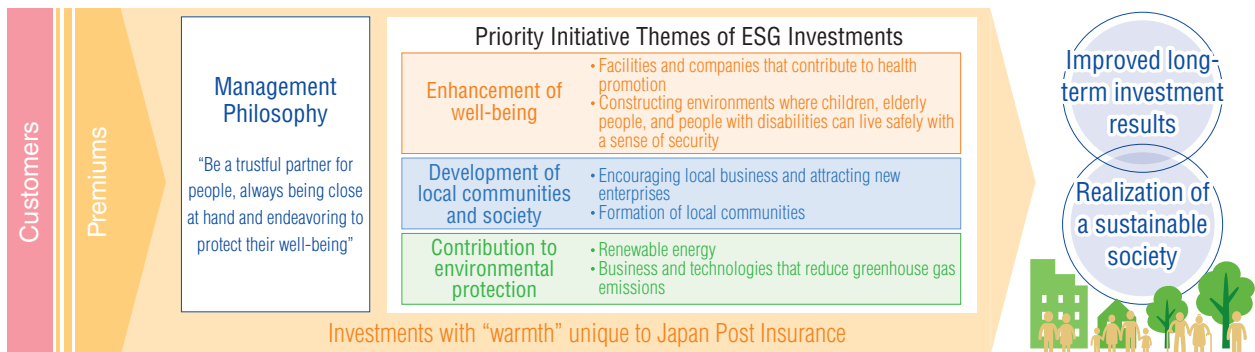 Customers
Premiums
Management
Philosophy
“Be a trustful partner for
people, always being close
at hand and endeavoring to
protect their well-being”
Priority Initiative Themes of ESG Investments
Enhancement of
well-being
• Facilities and companies that contribute to health
promotion
• Constructing environments where children, elderly
people, and people with disabilities can live safely with
a sense of security
Development of
local communities
and society
• Encouraging local business and attracting new
enterprises
• Formation of local communities
Contribution to
environmental
protection
• Renewable energy
• Business and technologies that reduce greenhouse gas
emissions
Investments with “warmth” unique to Japan Post Insurance
Improved long-
term investment
results
Realization of
a sustainable
society